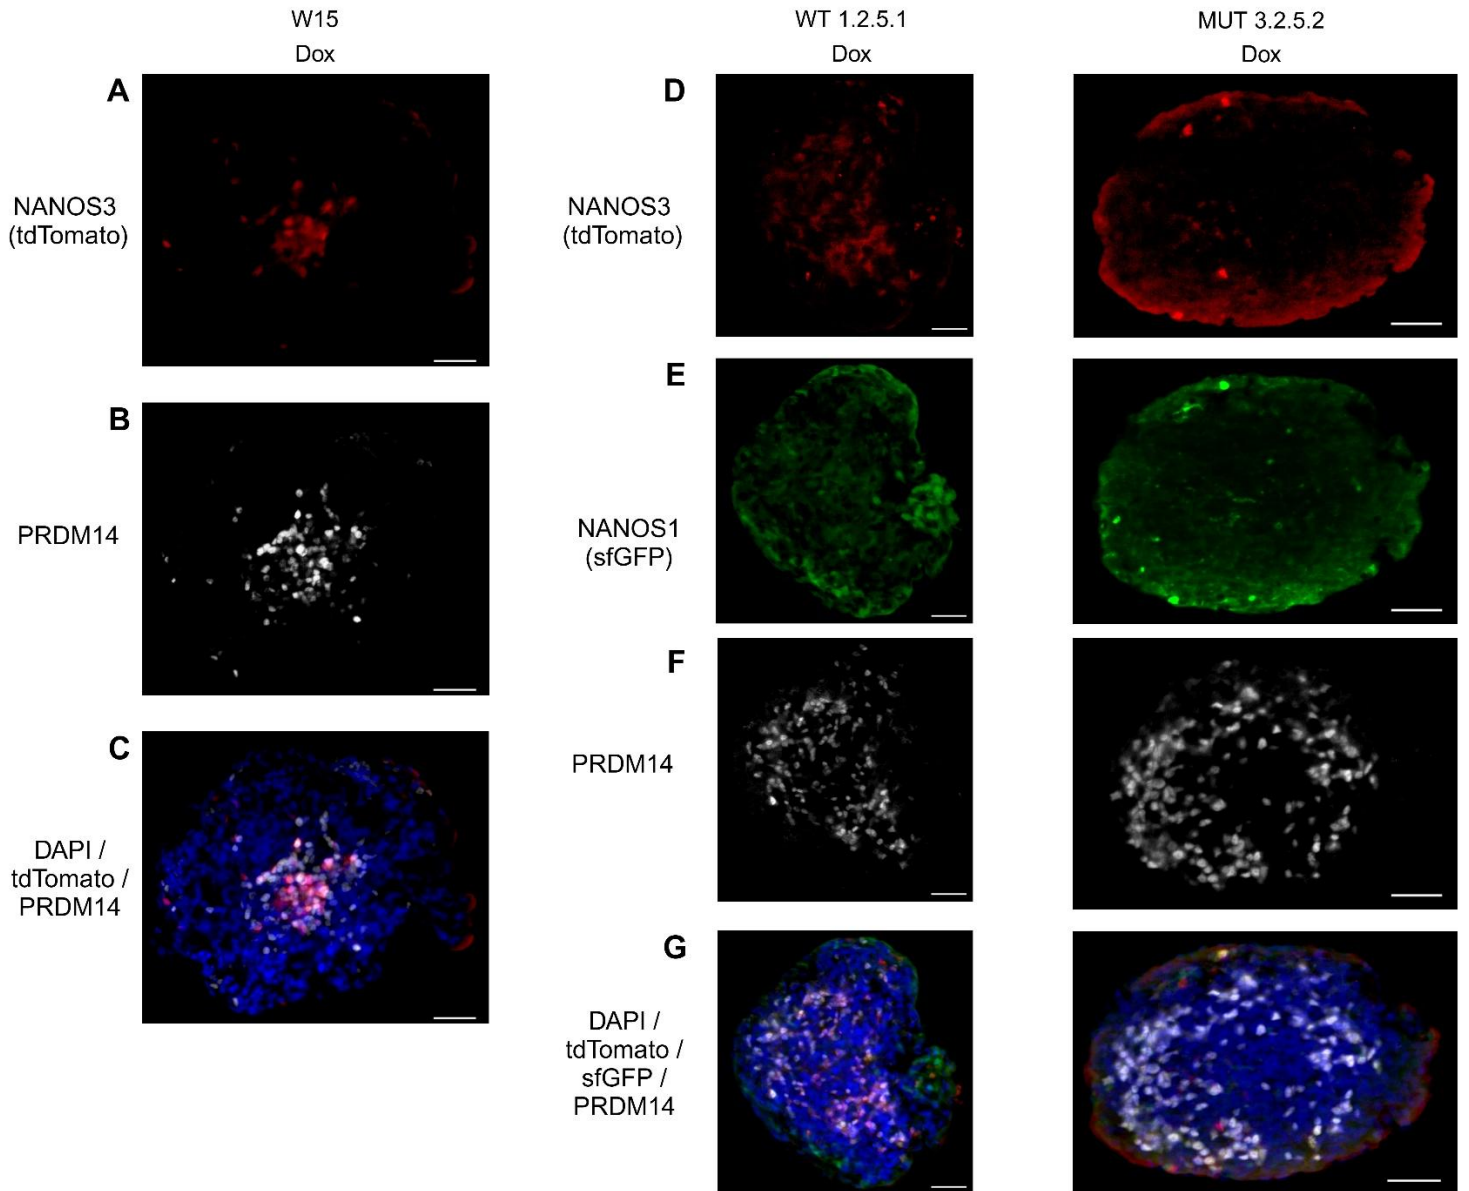 W15
Dox
A
NANOS3
(tdTomato)
B
PRDM14
C
DAPI /
tdTomato /
PRDM14
WT 1.2.5.1
Dox
MUT 3.2.5.2
Dox
D
NANOS3
(tdTomato)
E
NANOS1
(sfGFP)
F
PRDM14
G
DAPI /
tdTomato /
sfGFP /
PRDM14